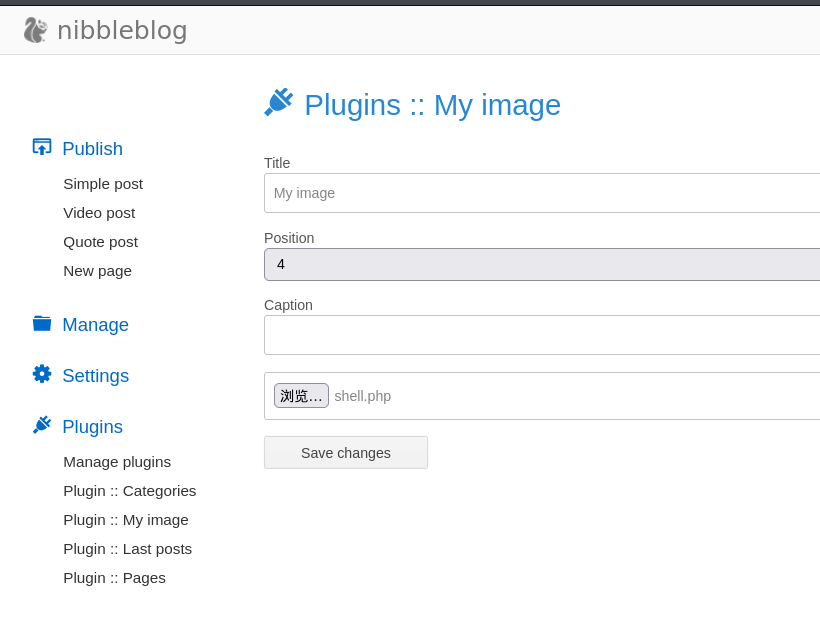 nibbleblog
Plugins :: My image
Publish
Simple post
Video post
Quote post
New page
Manage
Settings
Plugins
Manage plugins
Plugin :: Categories
Plugin :: My image
Plugin :: Last posts
Plugin :: Pages
Title
My image
Position
4
Caption
浏览… shell.php
Save changes